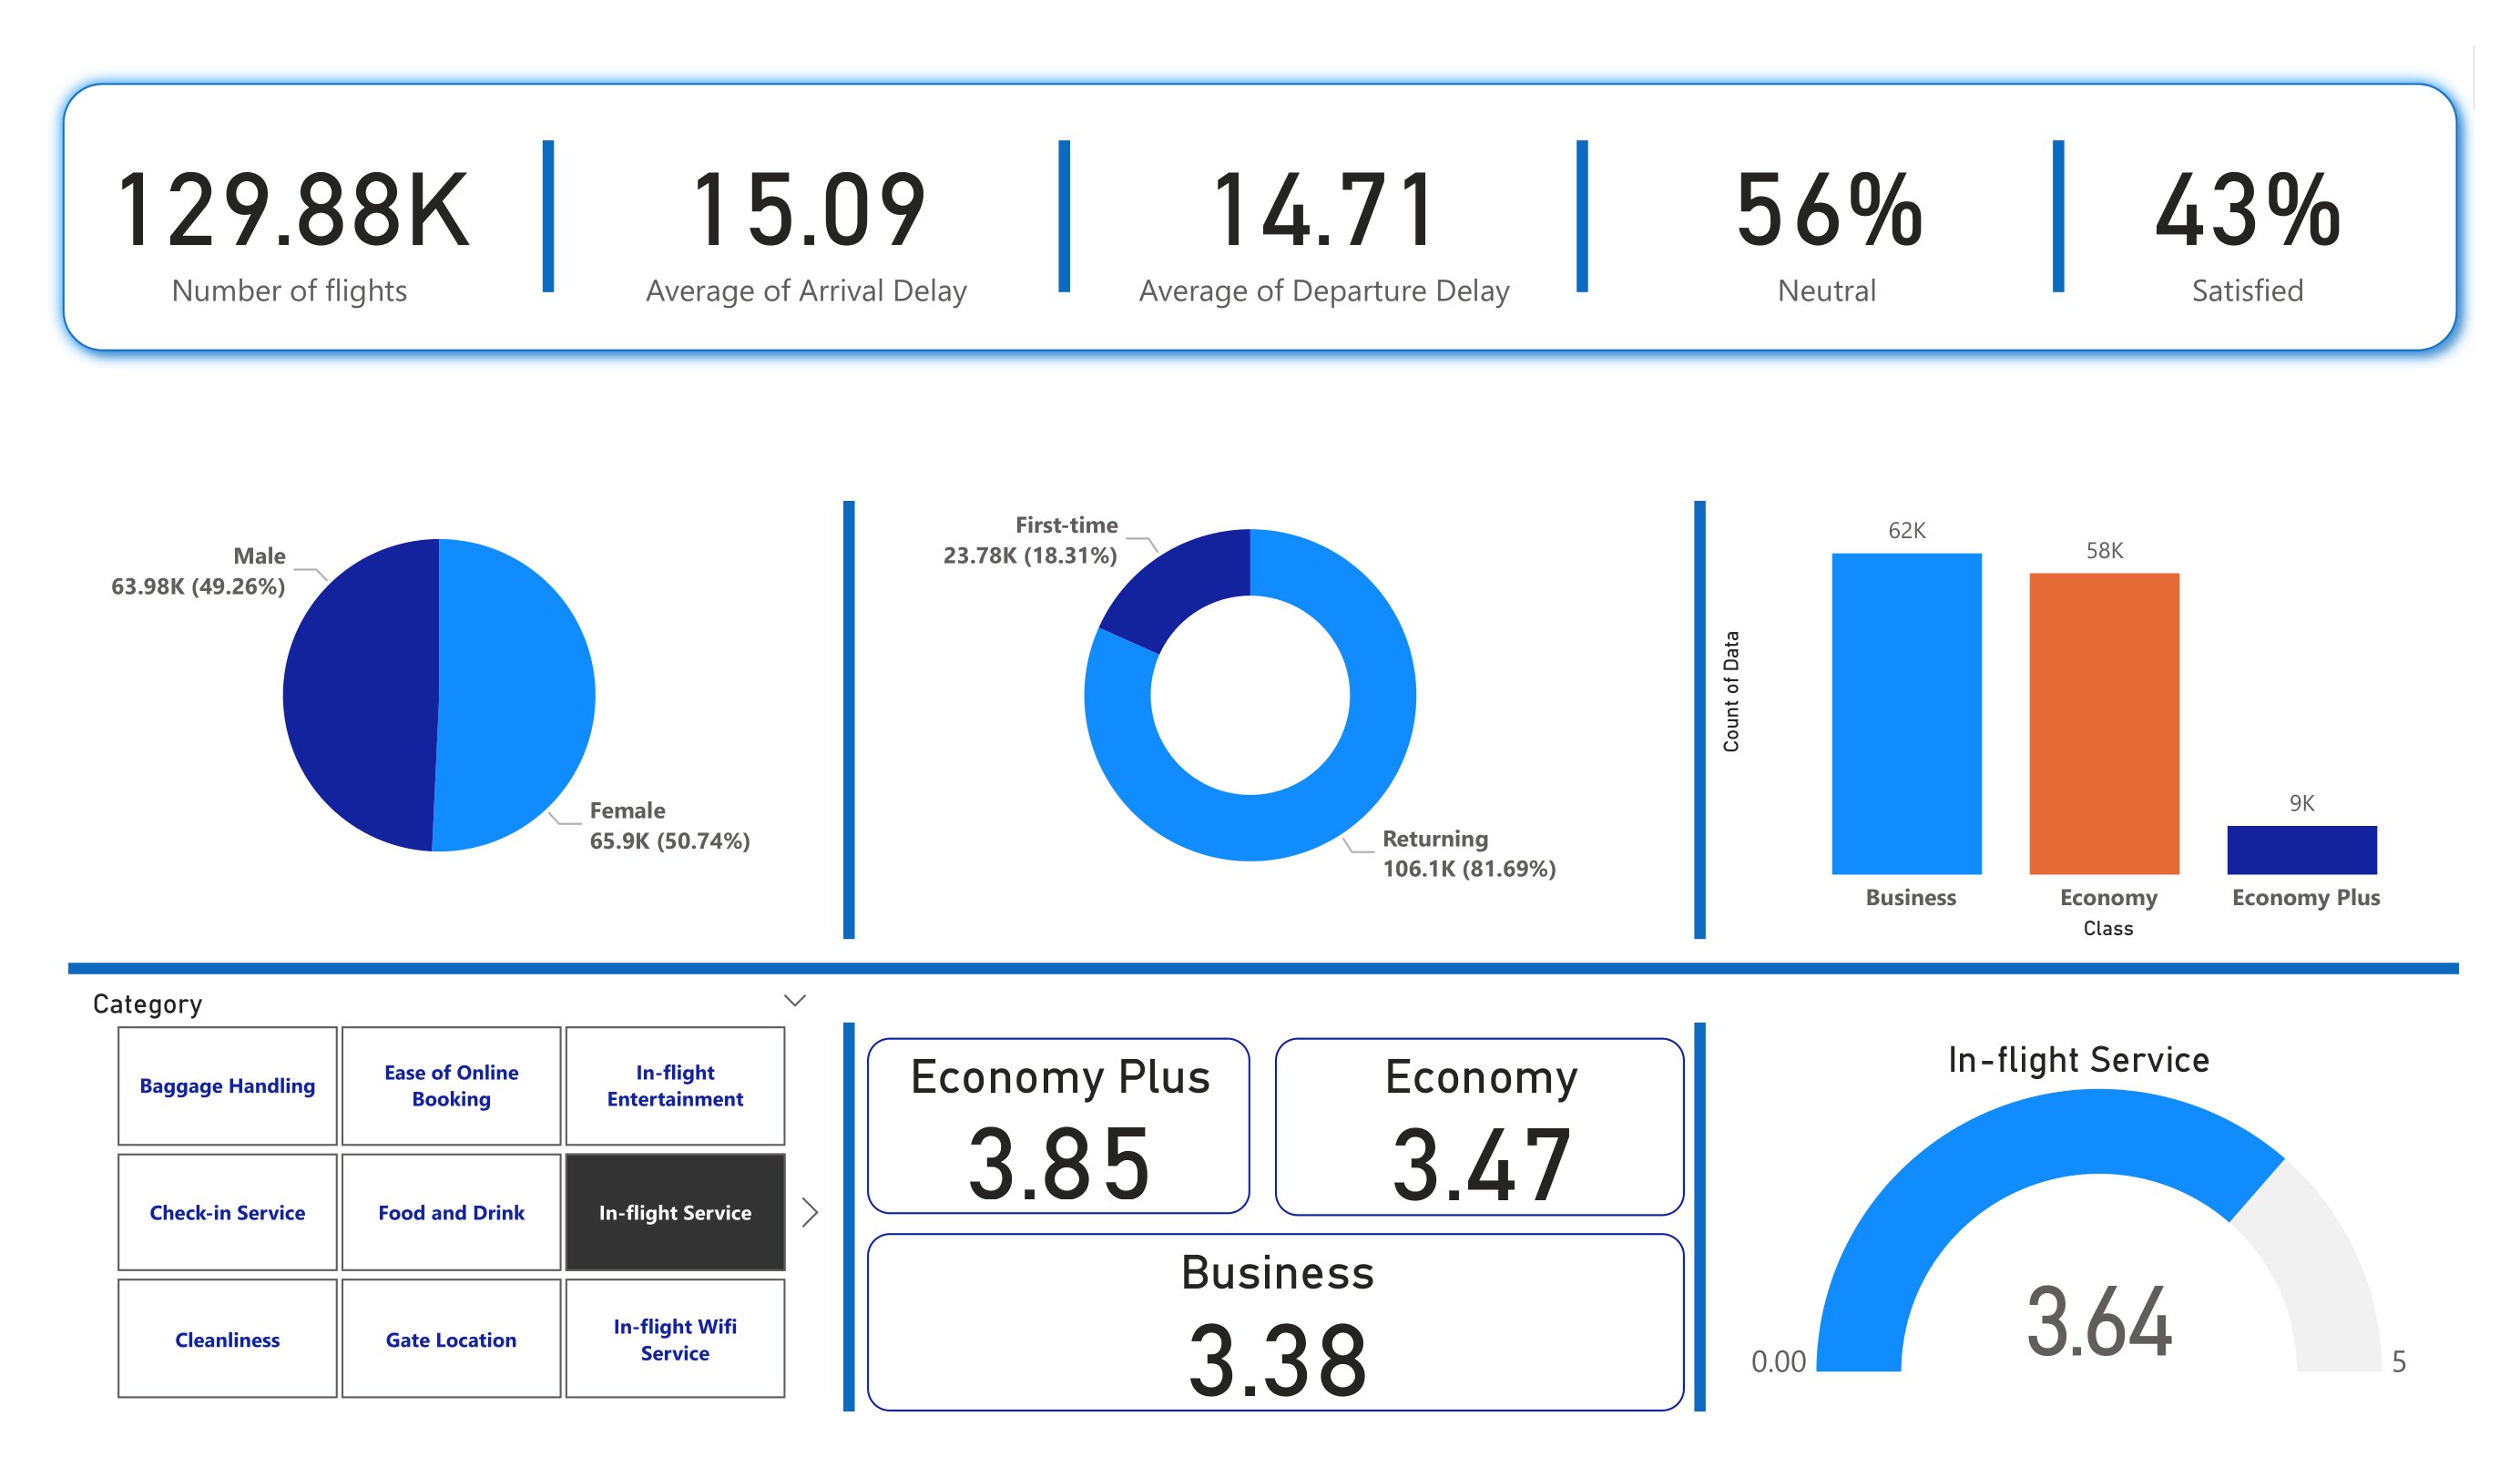 129.88K
Number of flights
15.09
Average of Arrival Delay
14.71
Average of Departure Delay
56%
Neutral
43%
Satisfied
Male
63.98K (49.26%)
Female
65.9K (50.74%)
First-time
23.78K (18.31%)
Returning
106.1K (81.69%)
Count of Data
62K
58K
9K
Business
Economy
Economy Plus
Class
Category
Baggage Handling
Ease of Online
Booking
In-flight
Entertainment
Check-in Service
Food and Drink
In-flight Service
Cleanliness
Gate Location
In-flight Wifi
Service
Economy Plus
3.85
Economy
3.47
Business
3.38
In-flight Service
3.64
0.00
5